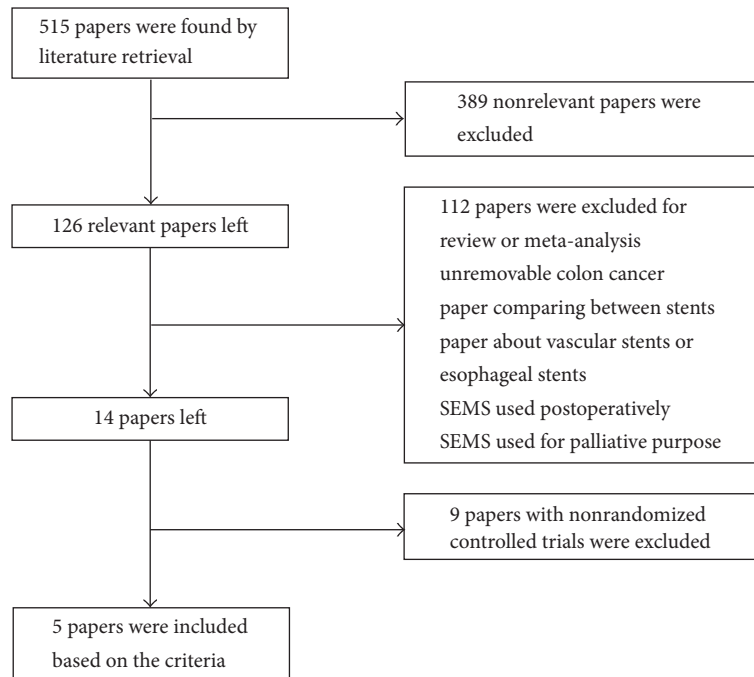 515 papers were found by
literature retrieval
389 nonrelevant papers were
excluded
126 relevant papers left
112 papers were excluded for
review or meta-analysis
unremovable colon cancer
paper comparing between stents
paper about vascular stents or
esophageal stents
SEMS used postoperatively
SEMS used for palliative purpose
14 papers left
9 papers with nonrandomized
controlled trials were excluded
5 papers were included
based on the criteria